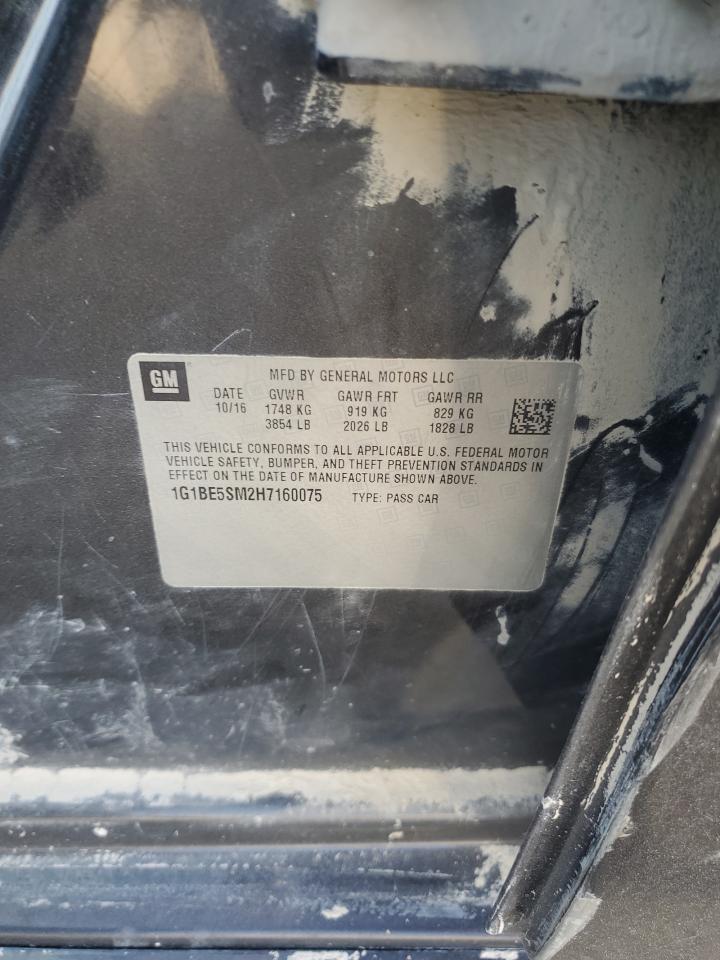 GM
MFD BY GENERAL MOTORS LLC
DATE GVWR GAWR FRT GAWR RR
10/16 1748 KG 919 KG 829 KG
3854 LB 2026 LB 1828 LB
THIS VEHICLE CONFORMS TO ALL APPLICABLE U.S. FEDERAL MOTOR
VEHICLE SAFETY, BUMPER, AND THEFT PREVENTION STANDARDS IN
EFFECT ON THE DATE OF MANUFACTURE SHOWN ABOVE.
1G1BE5SM2H7160075 TYPE: PASS CAR